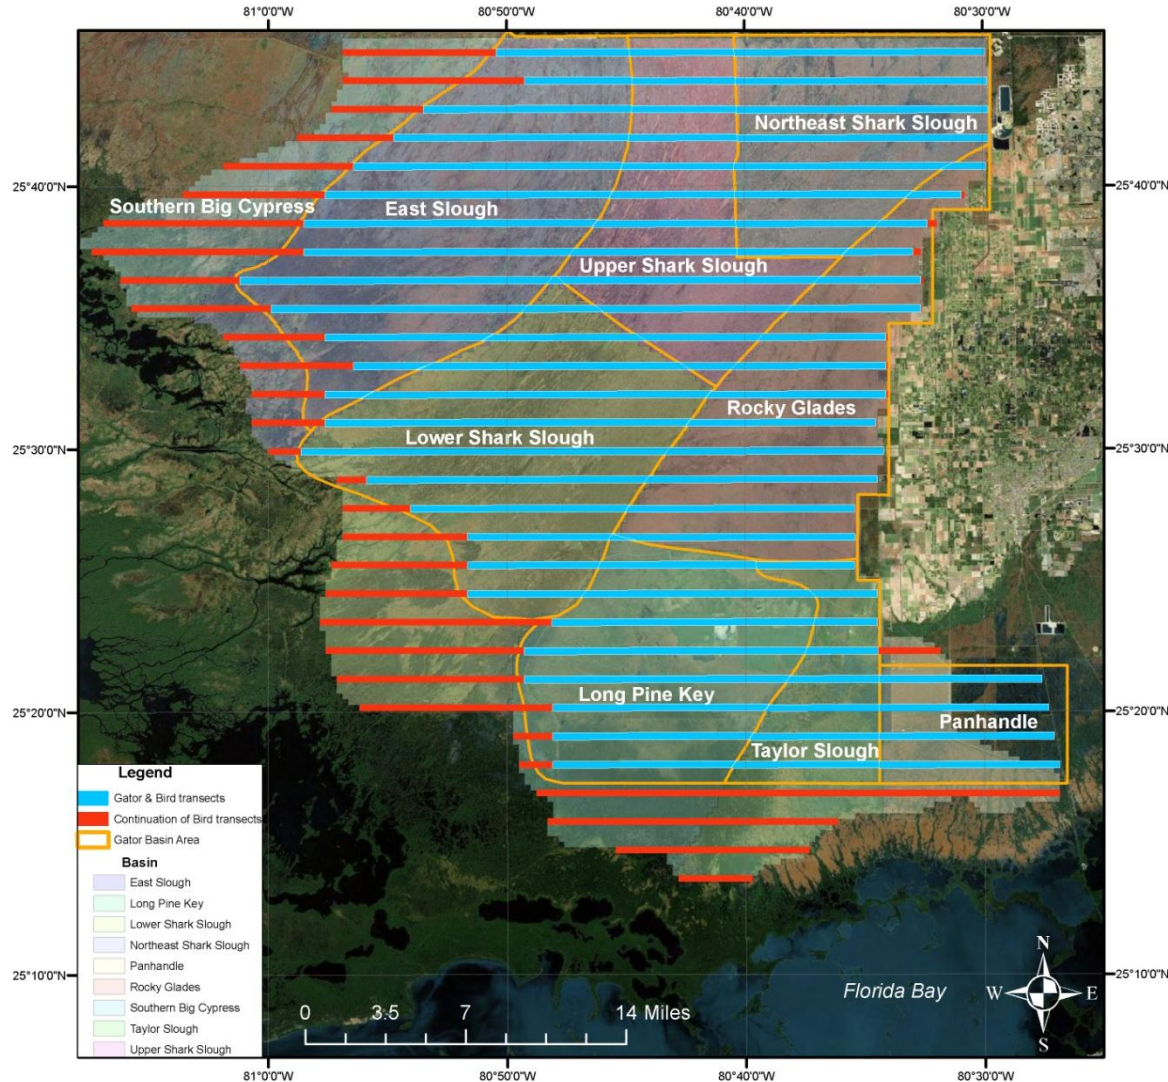 81°0'0"W 80°50'0"W 80°40'0"W 80°30'0"W
Northeast Shark Slough
25°40'0"N 25°40'0"N
Southern Big Cypress East Slough
Upper Shark Slough
Rocky Glades
Lower Shark Slough
25°30'0"N 25°30'0"N
Long Pine Key
25°20'0"N Panhandle 25°20'0"N
Taylor Slough
Legend
Gator & Bird transects
Continuation of Bird transects
Gator Basin Area
Basin
East Slough
Long Pine Key
Lower Shark Slough
Northeast Shark Slough
Panhandle
Rocky Glades
Southern Big Cypress
Taylor Slough
Upper Shark Slough
25°10'0"N 25°10'0"N
Florida Bay
N
W E
S
0 3.5 7 14 Miles
81°0'0"W 80°50'0"W 80°40'0"W 80°30'0"W